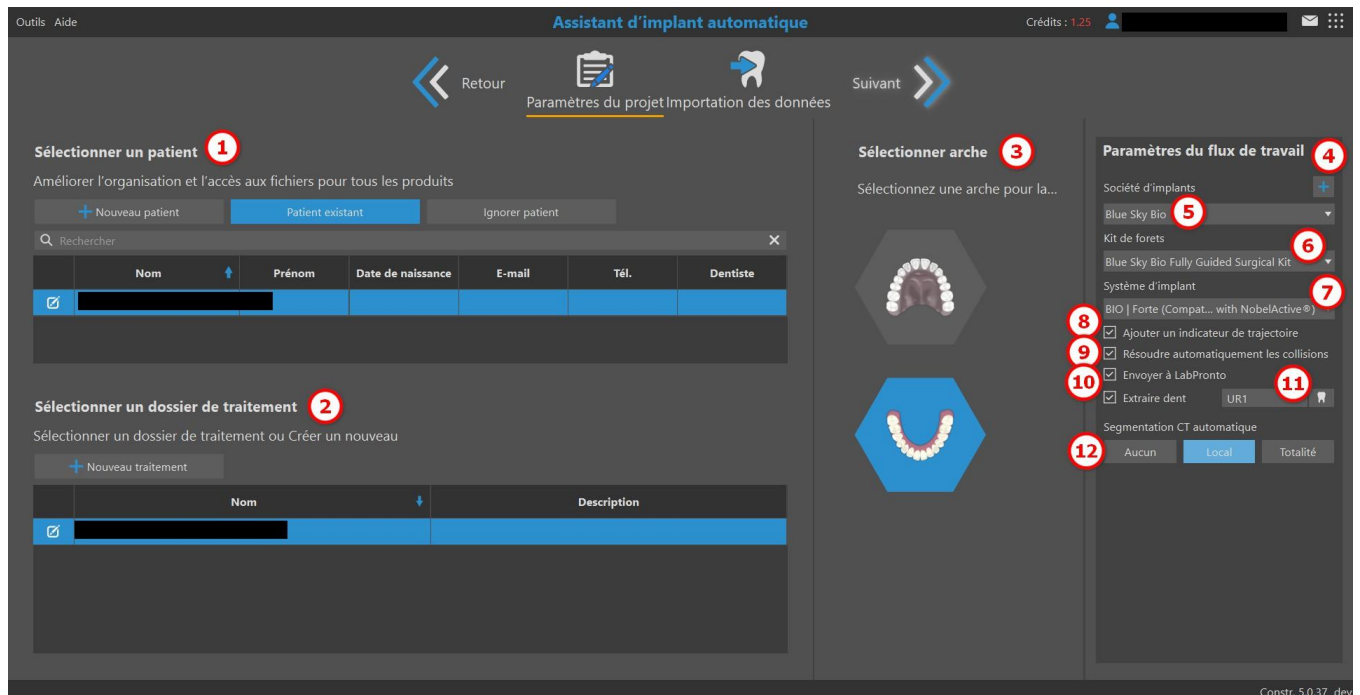 Outils Aide
Assistant d'implant automatique
Crédits : 1.25
Retour
Paramètres du projet
Importation des données
Suivant
Sélectionner un patient 1
Améliorer l'organisation et l'accès aux fichiers pour tous les produits
Nouveau patient
Patient existant
Ignorer patient
Rechercher
Nom Prénom Date de naissance E-mail Tél. Dentiste
Sélectionner un dossier de traitement 2
Sélectionner un dossier de traitement ou Créer un nouveau
Nouveau traitement
Nom Description
Sélectionner arche 3
Sélectionnez une arche pour la...
Paramètres du flux de travail 4
Société d'implants
Blue Sky Bio 5
Kit de forets
6
Blue Sky Bio Fully Guided Surgical Kit
Système d'implant
7
BIO | Forte (Compat... with NobelActive®)
8 Ajouter un indicateur de trajectoire
9 Résoudre automatiquement les collisions
10 Envoyer à LabPronto
Extraire dent UR1 11
Segmentation CT automatique
12 Aucun Local Totalité
Constr. 5.0.37_dev